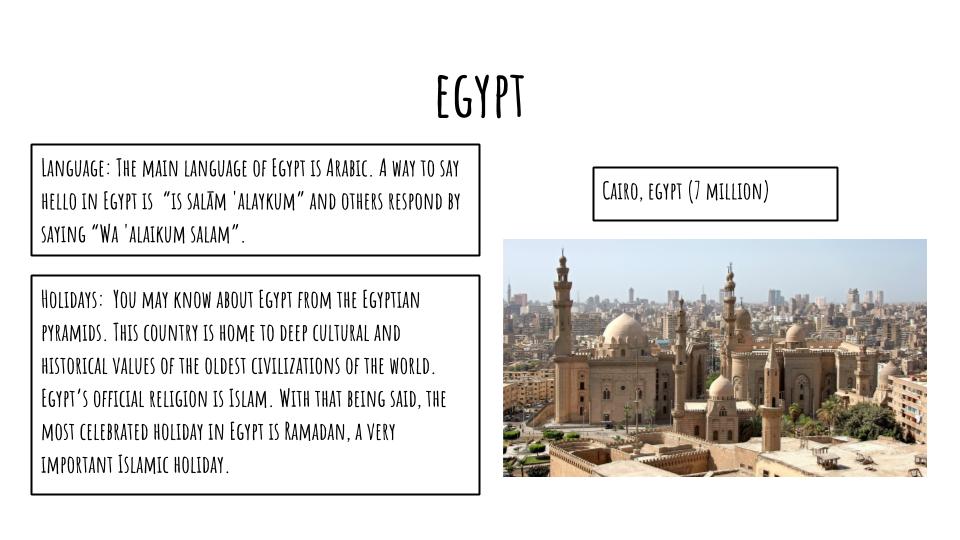 EGYPT
LANGUAGE: THE MAIN LANGUAGE OF EGYPT IS ARABIC. A WAY TO SAY
HELLO IN EGYPT IS “IS SALĀM 'ALAYKUM” AND OTHERS RESPOND BY
SAYING “WA 'ALAIKUM SALAM”.
CAIRO, EGYPT (7 MILLION)
HOLIDAYS: YOU MAY KNOW ABOUT EGYPT FROM THE EGYPTIAN
PYRAMIDS. THIS COUNTRY IS HOME TO DEEP CULTURAL AND
HISTORICAL VALUES OF THE OLDEST CIVILIZATIONS OF THE WORLD.
EGYPT’S OFFICIAL RELIGION IS ISLAM. WITH THAT BEING SAID, THE
MOST CELEBRATED HOLIDAY IN EGYPT IS RAMADAN, A VERY
IMPORTANT ISLAMIC HOLIDAY.